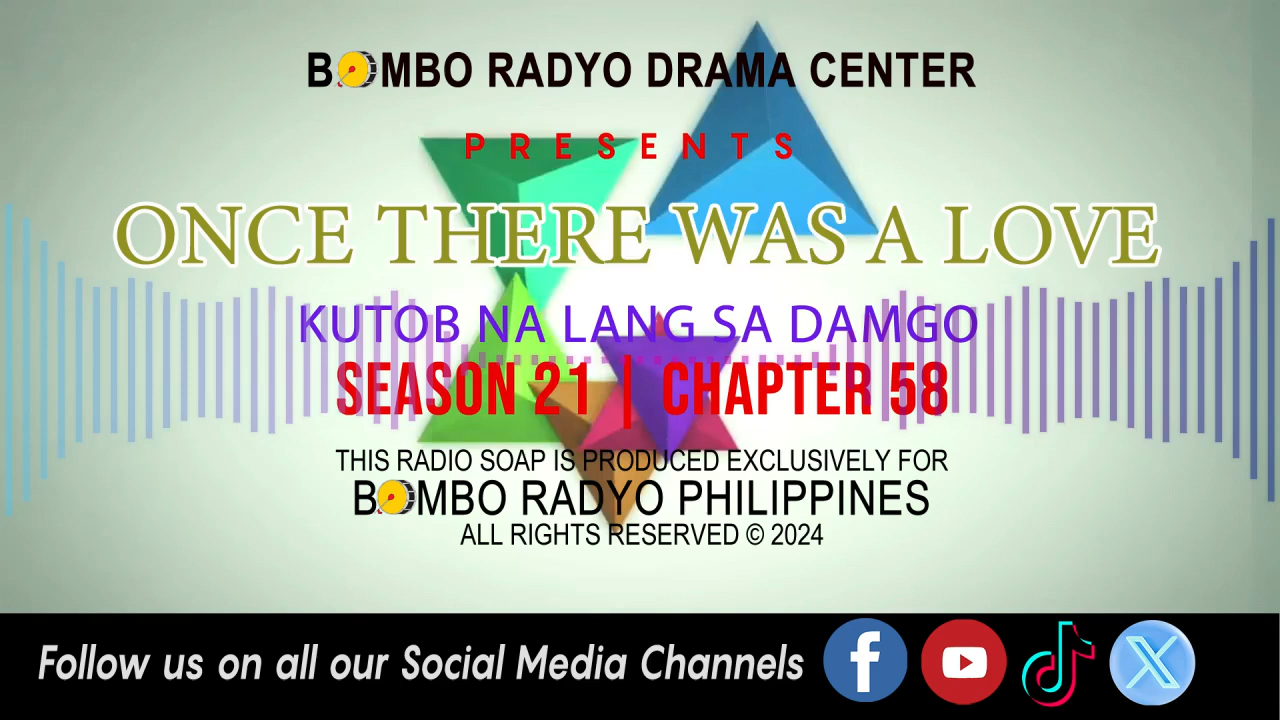 BOMBO RADYO DRAMA CENTER
PRESENTS
ONCE THERE WAS A LOVE
KUTOB NA LANG SA DAMGO
SEASON 21 | CHAPTER 58
THIS RADIO SOAP IS PRODUCED EXCLUSIVELY FOR
BOMBO RADYO PHILIPPINES
ALL RIGHTS RESERVED © 2024
Follow us on all our Social Media Channels